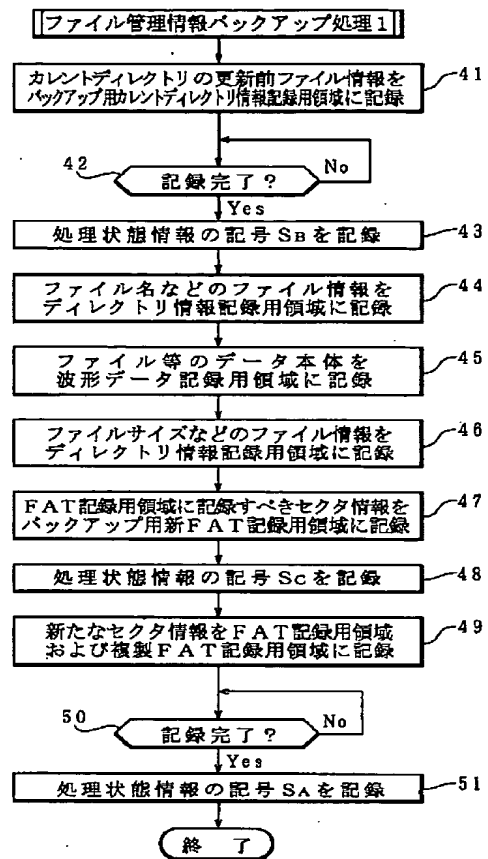 ファイル管理情報バックアップ処理1
カレントディレクトリの更新前ファイル情報を
バックアップ用カレントディレクトリ情報記録用領域に記録
41
42
記録完了?
No
Yes
処理状態情報の記号SBを記録
43
ファイル名などのファイル情報を
ディレクトリ情報記録用領域に記録
44
ファイル等のデータ本体を
波形データ記録用領域に記録
45
ファイルサイズなどのファイル情報を
ディレクトリ情報記録用領域に記録
46
FAT記録用領域に記録すべきセクタ情報を
バックアップ用新FAT記録用領域に記録
47
処理状態情報の記号SCを記録
48
新たなセクタ情報をFAT記録用領域
および複製FAT記録用領域に記録
49
50
記録完了?
No
Yes
処理状態情報の記号SAを記録
51
終了